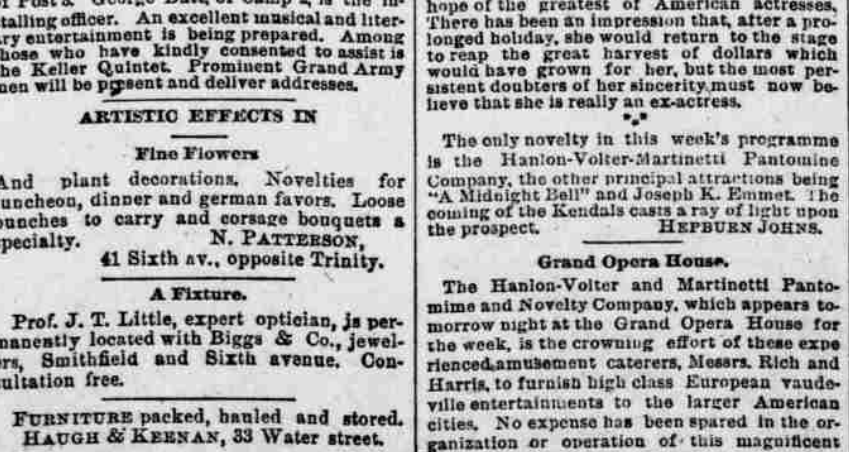 of Post 3. George
talling officer. An excellent musical and liter-
ary entertainment is being prepared. Among
those who have kindly consented to assist is
the Keller Quintet. Prominent Grand Army
men will be present and deliver addresses.
ARTISTIC EFFECTS IN
Fine Flowers
And plant decorations. Novelties for
luncheon, dinner and german favors. Loose
bunches to carry and corsage bouquets a
specialty. N. PATTERSON,
41 Sixth av., opposite Trinity.
A Fixture.
Prof. J. T. Little, expert optician, is per-
manently located with Biggs & Co., jewel-
ers, Smithfield and Sixth avenue. Con-
sultation free.
FURNITURE packed, hauled and stored.
HAUGH & KEENAN, 33 Water street.
hope of the greatest of American actresses.
There has been an impression that, after a pro-
longed holiday, she would return to the stage
to reap the great harvest of dollars which
would have grown for her, but the most per-
sistent doubters of her sincerity must now be-
lieve that she is really an ex-actress.
***
The only novelty in this week's programme
is the Hanlon-Volter-Martinetti Pantomine
Company, the other principal attractions being
"A Midnight Bell" and Joseph K. Emmet. The
coming of the Kendals casts a ray of light upon
the prospect. HEPBURN JOHNS.
Grand Opera House.
The Hanlon-Volter and Martinetti Panto-
mime and Novelty Company, which appears to-
morrow night at the Grand Opera House for
the week, is the crowning effort of these expe
rienced amusement caterers, Messrs. Rich and
Harris, to furnish high class European vaude-
ville entertainments to the larger American
cities. No expense has been spared in the or-
ganization or operation of this magnificent